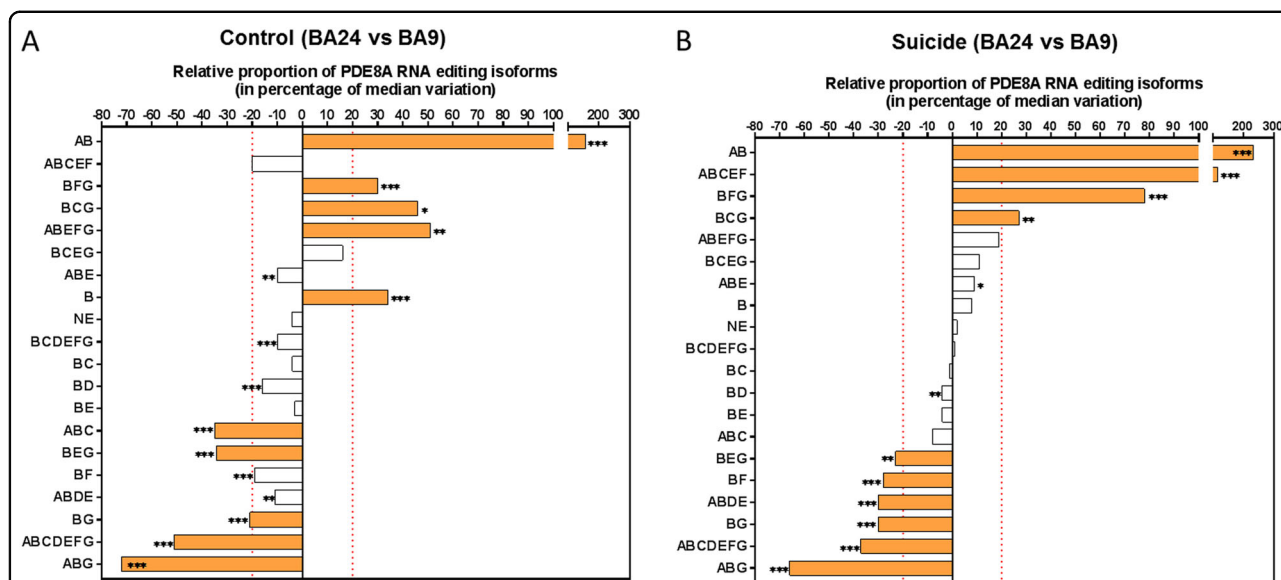 A
Control (BA24 vs BA9)
Relative proportion of PDE8A RNA editing isoforms
(in percentage of median variation)
-80 -70 -60 -50 -40 -30 -20 -10 0 10 20 30 40 50 60 70 80 90 100 200 300
AB ***
ABCEF
BFG ***
BCG *
ABEFG **
BCEG
ABE **
B ***
NE
BCDEFG ***
BC
BD ***
BE
ABC ***
BEG ***
BF ***
ABDE **
BG ***
ABCDEFG ***
ABG ***
B
Suicide (BA24 vs BA9)
Relative proportion of PDE8A RNA editing isoforms
(in percentage of median variation)
-80 -70 -60 -50 -40 -30 -20 -10 0 10 20 30 40 50 60 70 80 90 100 200 300
AB ***
ABCEF ***
BFG ***
BCG **
ABEFG
BCEG
ABE *
B
NE
BCDEFG
BC
BD **
BE
ABC
BEG **
BF ***
ABDE ***
BG ***
ABCDEFG ***
ABG ***